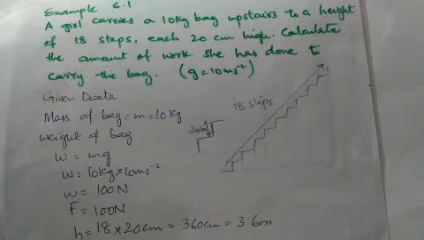 Example 6.1
A girl carries a 10kg bag upstairs to a height
of 18 steps, each 20 cm high. Calculate
the amount of work she has done to
carry the bag. (g=10ms⁻²)
Given Data
Mass of bag = m = 10kg
weight of bag
w = mg
w = 10kg×10ms⁻²
w = 100N
F = 100N
h = 18 × 20cm = 360cm = 3.6m
18 steps
20cm